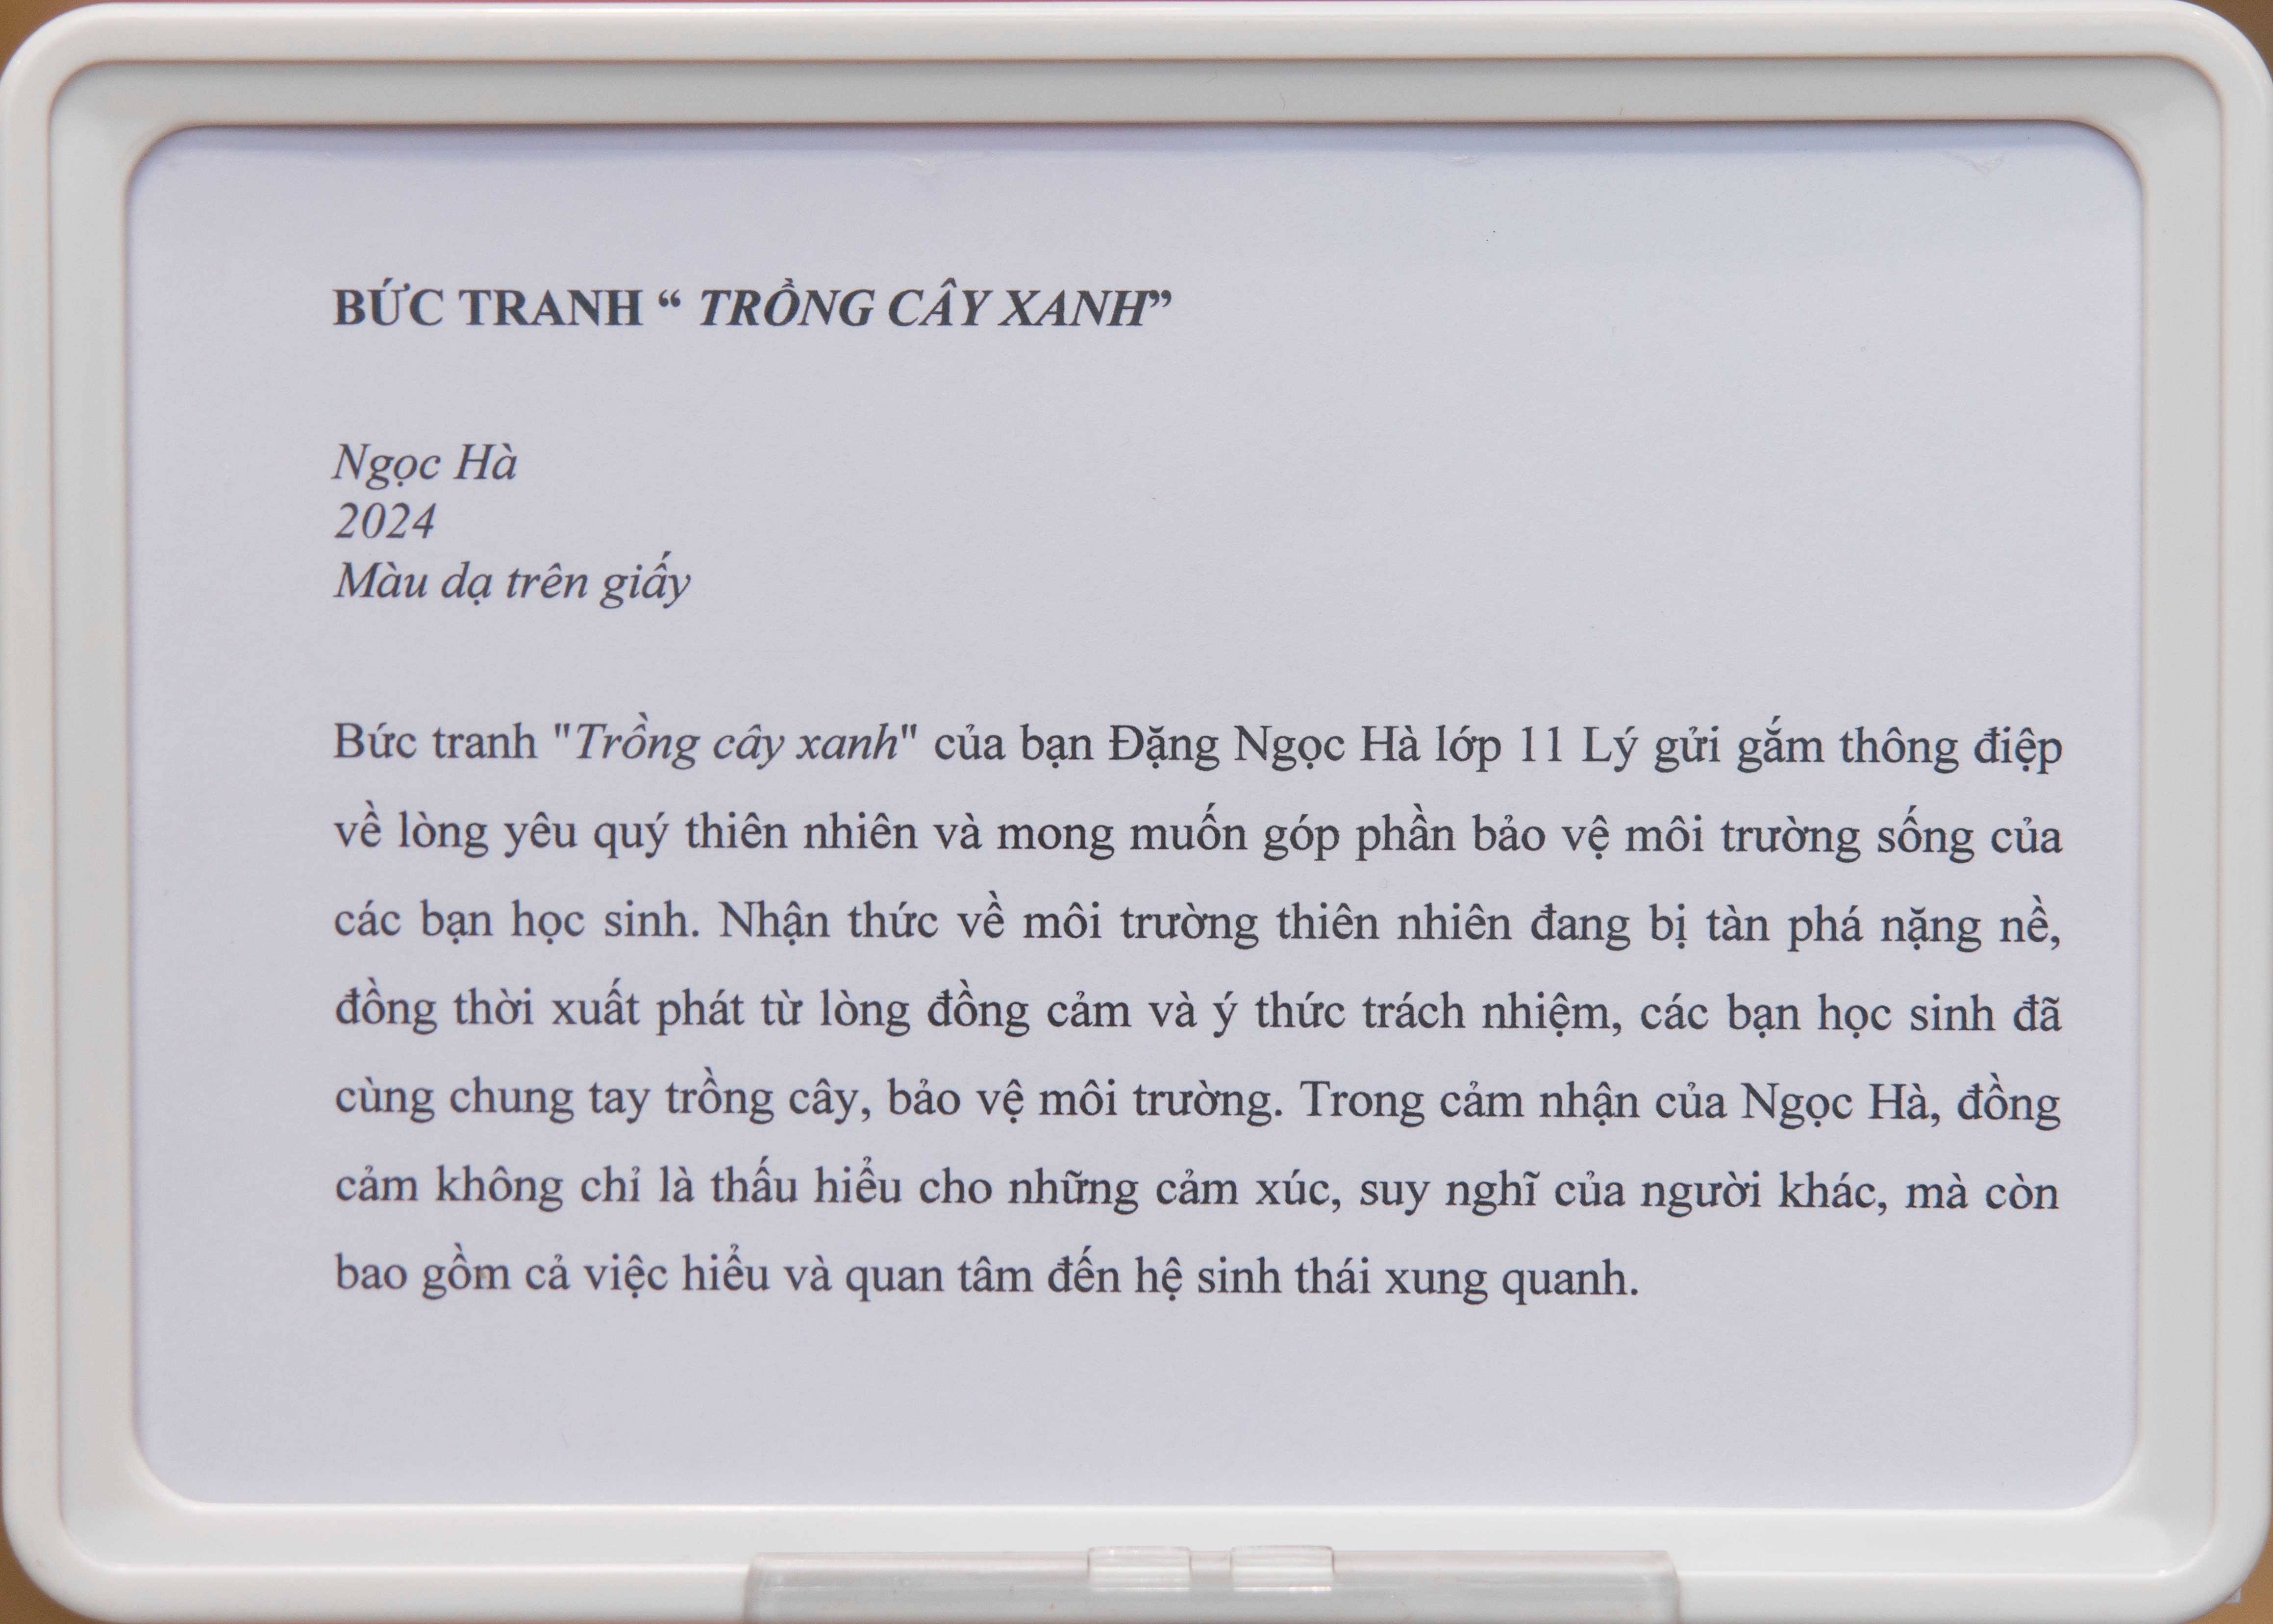 BỨC TRANH “ TRỒNG CÂY XANH”
Ngọc Hà
2024
Màu dạ trên giấy
Bức tranh "Trồng cây xanh" của bạn Đặng Ngọc Hà lớp 11 Lý gửi gắm thông điệp
về lòng yêu quý thiên nhiên và mong muốn góp phần bảo vệ môi trường sống của
các bạn học sinh. Nhận thức về môi trường thiên nhiên đang bị tàn phá nặng nề,
đồng thời xuất phát từ lòng đồng cảm và ý thức trách nhiệm, các bạn học sinh đã
cùng chung tay trồng cây, bảo vệ môi trường. Trong cảm nhận của Ngọc Hà, đồng
cảm không chỉ là thấu hiểu cho những cảm xúc, suy nghĩ của người khác, mà còn
bao gồm cả việc hiểu và quan tâm đến hệ sinh thái xung quanh.